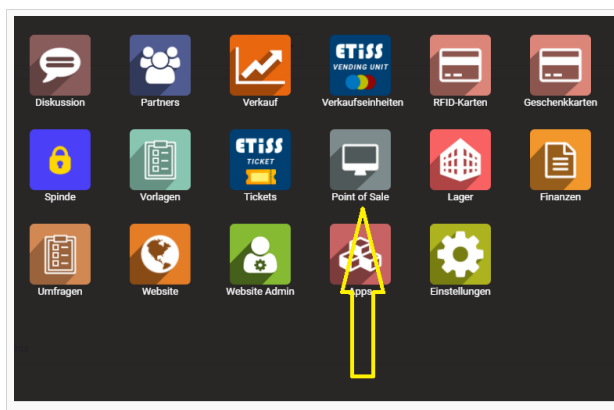 Diskussion
Partners
Verkauf
ETiSS
VENDING UNIT
Verkaufseinheiten
RFID-Karten
Geschenkkarten
Spinde
Vorlagen
ETiSS
TICKET
Tickets
Point of Sale
Lager
Finanzen
Umfragen
Website
Website Admin
Apps
Einstellungen